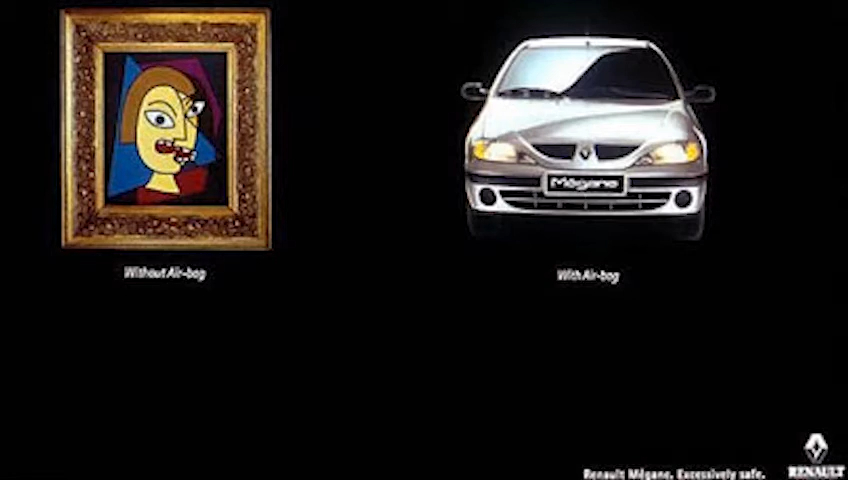 Mégane
Without Air-bag
With Air-bag
Renault Mégane. Excessively safe.
RENAULT